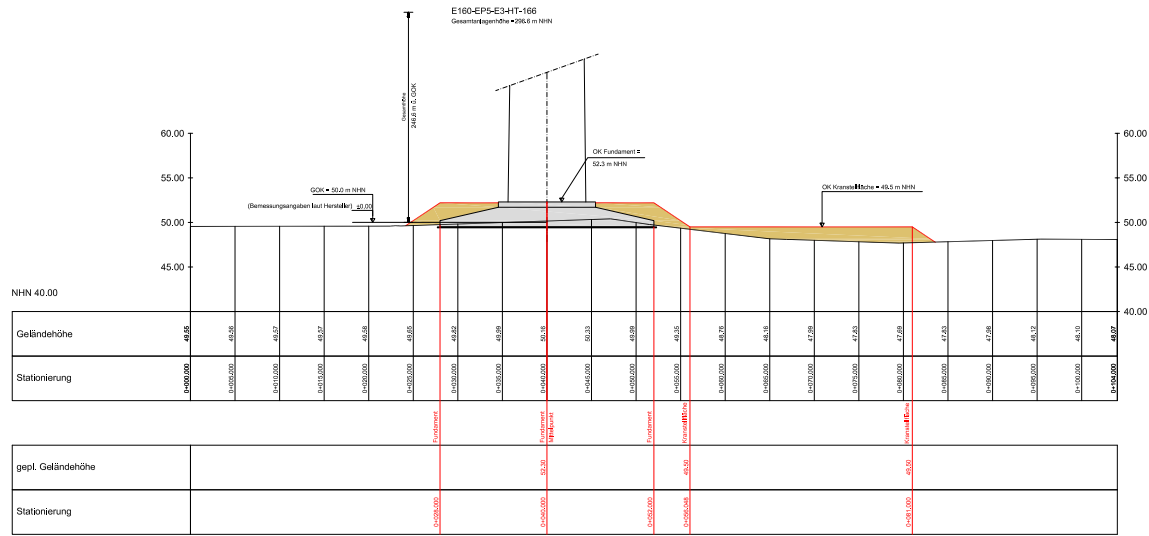 E160-EP5-E3-HT-166
Gesamtanlagenhöhe = 296.6 m NHN
Gesamthöhe
246.6 m ü. GOK
60.00
60.00
OK Fundament =
52.3 m NHN
55.00
55.00
GOK = 50.0 m NHN
OK Kranstellfläche = 49.5 m NHN
(Bemessungsangaben laut Hersteller) ±0.00
50.00
50.00
45.00
45.00
NHN 40.00
40.00
Geländehöhe 49.55 49.56 49.57 49.57 49.58 49.65 49.82 49.99 50.16 50.33 49.99 49.35 48.76 48.16 47.99 47.83 47.69 47.83 47.98 48.12 48.10 48.07
Stationierung 0+000.000 0+005.000 0+010.000 0+015.000 0+020.000 0+025.000 0+030.000 0+035.000 0+040.000 0+045.000 0+050.000 0+055.000 0+060.000 0+065.000 0+070.000 0+075.000 0+080.000 0+085.000 0+090.000 0+095.000 0+100.000 0+104.000
Fundament
Fundament
Mittelpunkt
Fundament
Kranstellfläche
Kranstellfläche
gepl. Geländehöhe 52.30 49.50 49.50
Stationierung 0+028.000 0+040.000 0+052.000 0+056.048 0+081.000